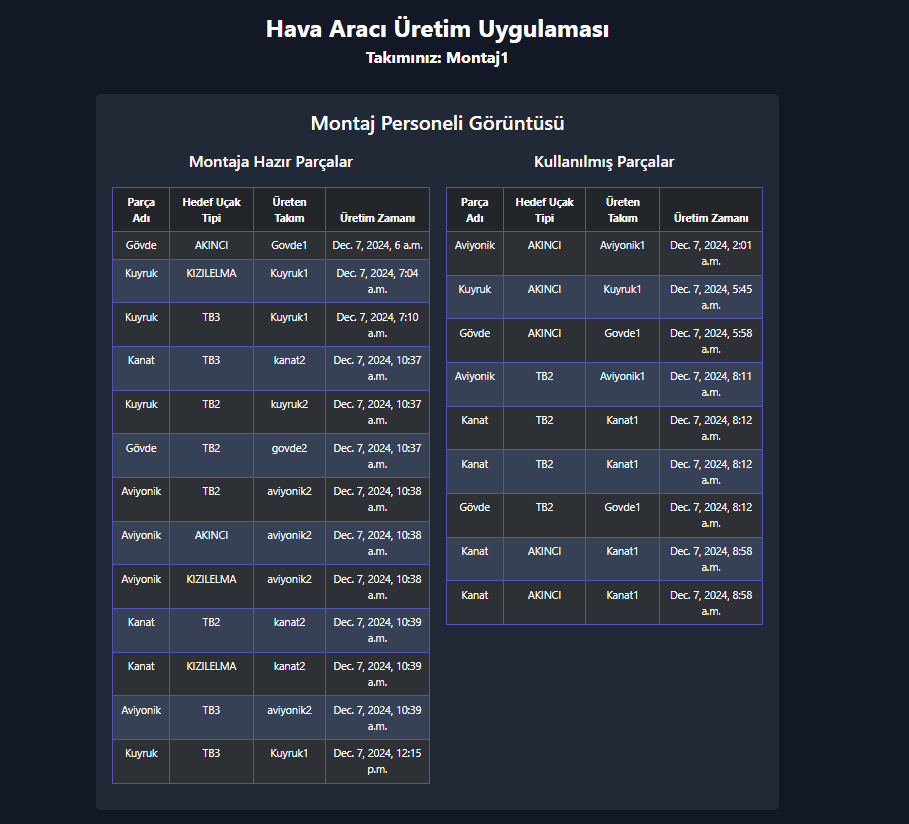 Hava Aracı Üretim Uygulaması
Takımınız: Montaj1
Montaj Personeli Görüntüsü
Montaja Hazır Parçalar
Parça Adı Hedef Uçak Tipi Üreten Takım Üretim Zamanı
Gövde AKINCI Govde1 Dec. 7, 2024, 6 a.m.
Kuyruk KIZILELMA Kuyruk1 Dec. 7, 2024, 7:04 a.m.
Kuyruk TB3 Kuyruk1 Dec. 7, 2024, 7:10 a.m.
Kanat TB3 kanat2 Dec. 7, 2024, 10:37 a.m.
Kuyruk TB2 kuyruk2 Dec. 7, 2024, 10:37 a.m.
Gövde TB2 govde2 Dec. 7, 2024, 10:37 a.m.
Aviyonik TB2 aviyonik2 Dec. 7, 2024, 10:38 a.m.
Aviyonik AKINCI aviyonik2 Dec. 7, 2024, 10:38 a.m.
Aviyonik KIZILELMA aviyonik2 Dec. 7, 2024, 10:38 a.m.
Kanat TB2 kanat2 Dec. 7, 2024, 10:39 a.m.
Kanat KIZILELMA kanat2 Dec. 7, 2024, 10:39 a.m.
Aviyonik TB3 aviyonik2 Dec. 7, 2024, 10:39 a.m.
Kuyruk TB3 Kuyruk1 Dec. 7, 2024, 12:15 p.m.
Kullanılmış Parçalar
Parça Adı Hedef Uçak Tipi Üreten Takım Üretim Zamanı
Aviyonik AKINCI Aviyonik1 Dec. 7, 2024, 2:01 a.m.
Kuyruk AKINCI Kuyruk1 Dec. 7, 2024, 5:45 a.m.
Gövde AKINCI Govde1 Dec. 7, 2024, 5:58 a.m.
Aviyonik TB2 Aviyonik1 Dec. 7, 2024, 8:11 a.m.
Kanat TB2 Kanat1 Dec. 7, 2024, 8:12 a.m.
Kanat TB2 Kanat1 Dec. 7, 2024, 8:12 a.m.
Gövde TB2 Govde1 Dec. 7, 2024, 8:12 a.m.
Kanat AKINCI Kanat1 Dec. 7, 2024, 8:58 a.m.
Kanat AKINCI Kanat1 Dec. 7, 2024, 8:58 a.m.